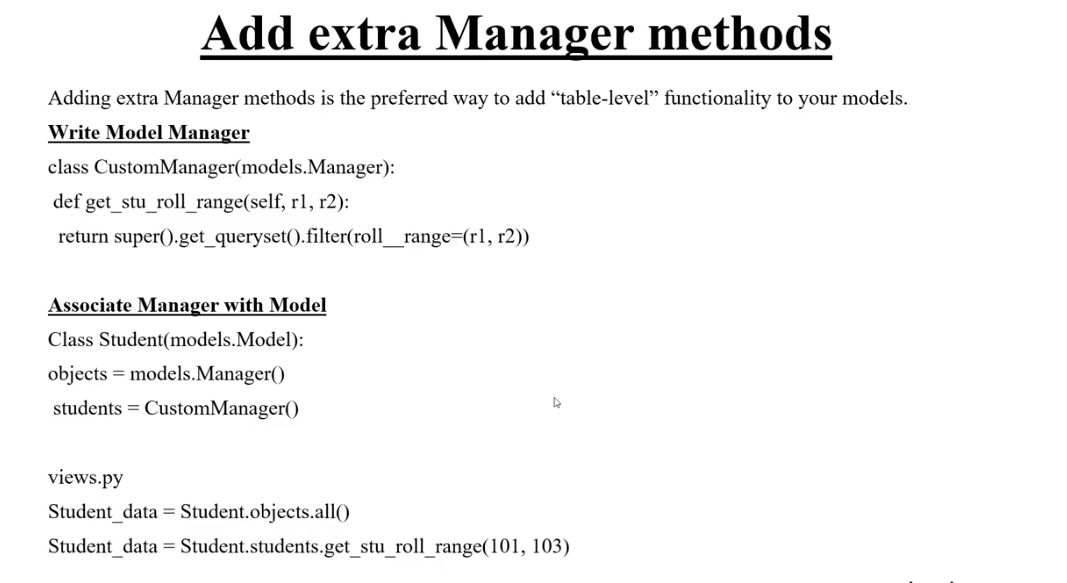 Add extra Manager methods
Adding extra Manager methods is the preferred way to add “table-level” functionality to your models.
Write Model Manager
class CustomManager(models.Manager):
def get_stu_roll_range(self, r1, r2):
return super().get_queryset().filter(roll__range=(r1, r2))
Associate Manager with Model
Class Student(models.Model):
objects = models.Manager()
students = CustomManager()
views.py
Student_data = Student.objects.all()
Student_data = Student.students.get_stu_roll_range(101, 103)